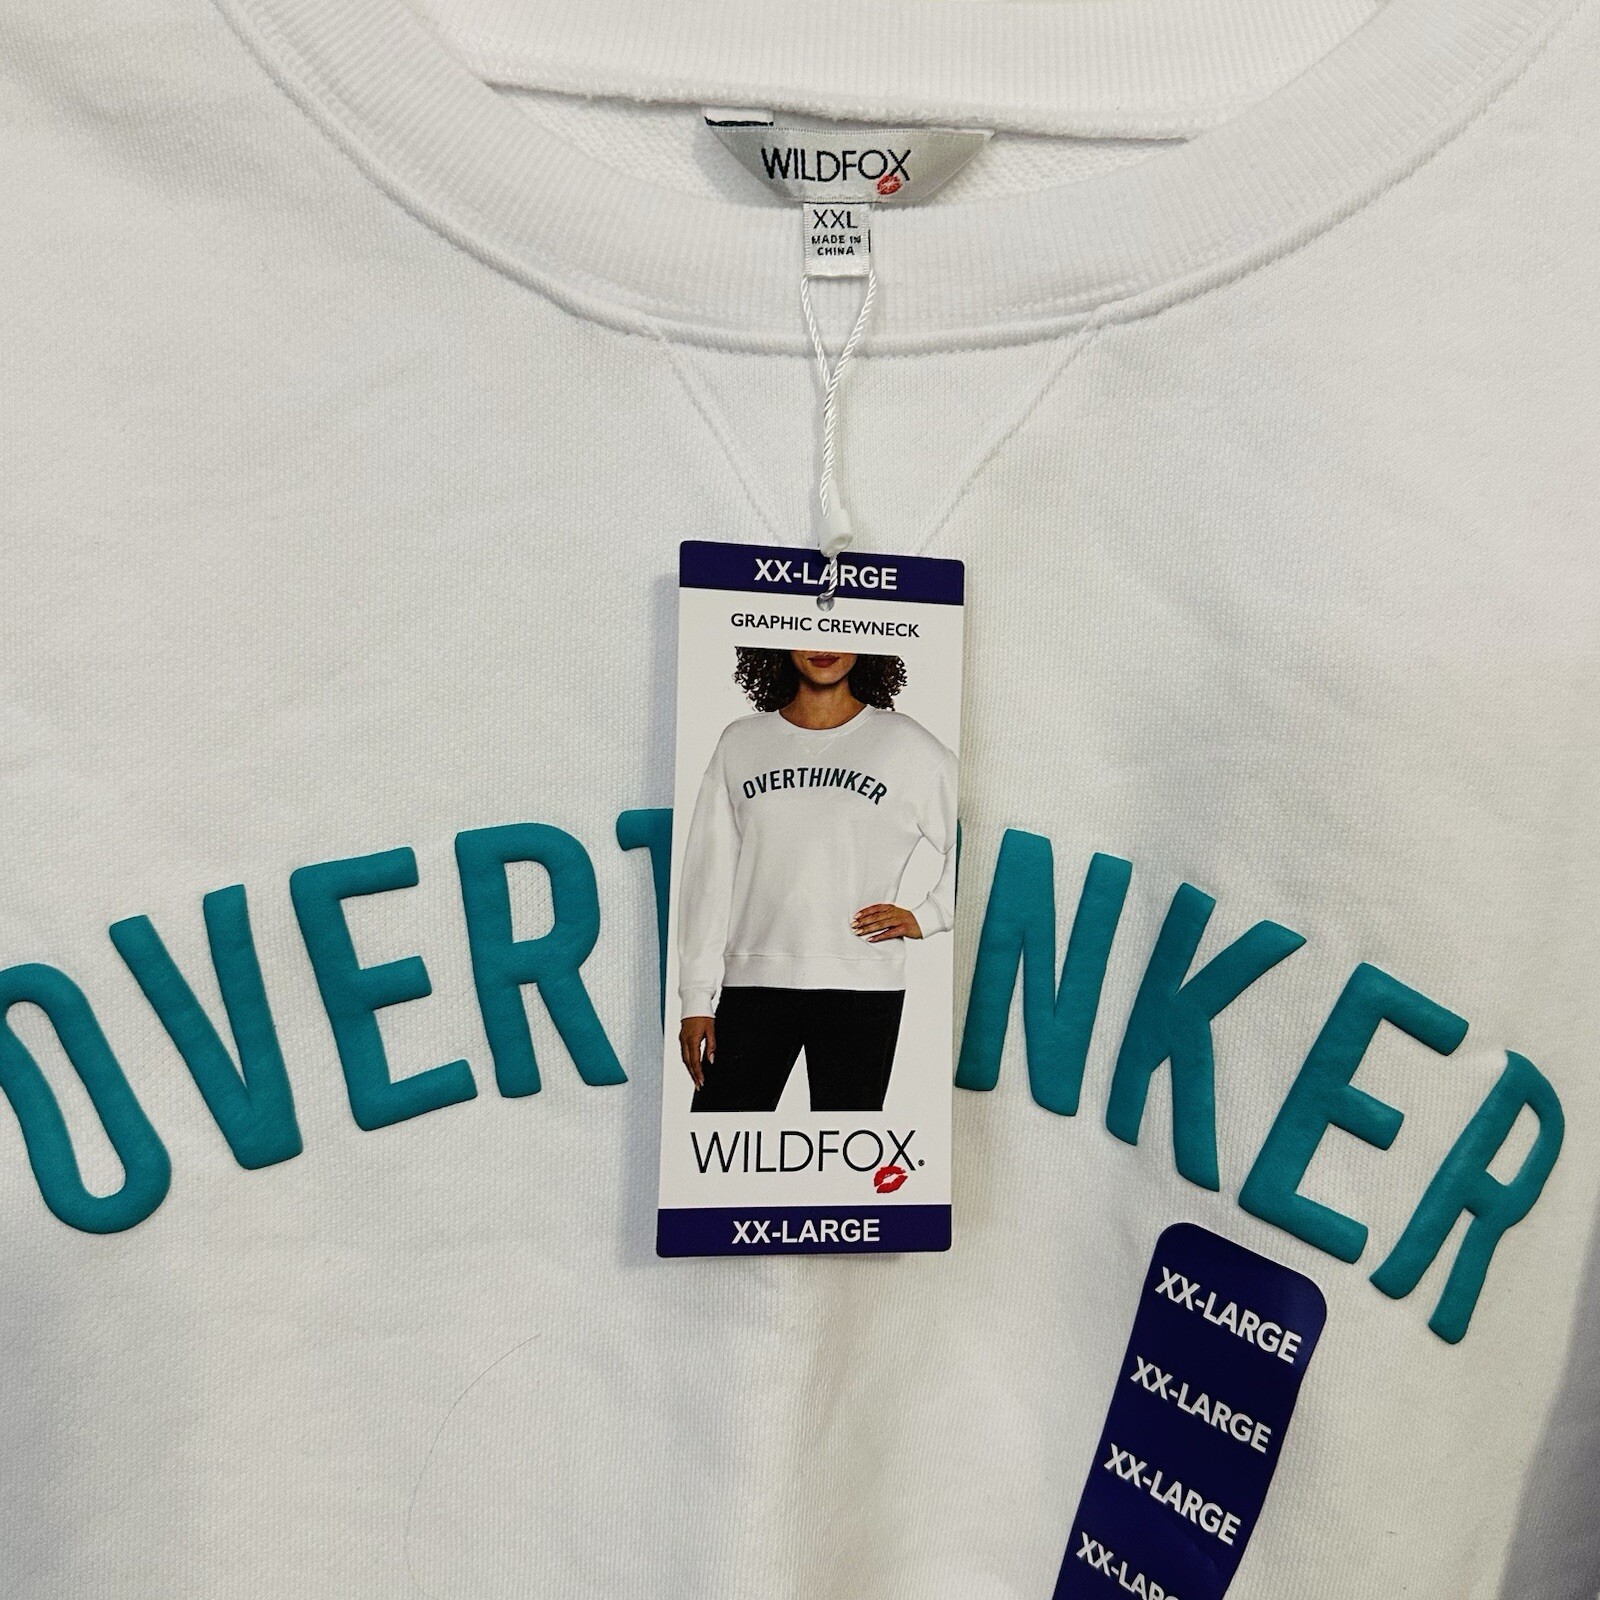 WILDFOX
XXL
MADE IN
CHINA
XX-LARGE
GRAPHIC CREWNECK
OVERTHINKER
WILDFOX.
XX-LARGE
OVERT NKER
XX-LARGE
XX-LARGE
XX-LARGE